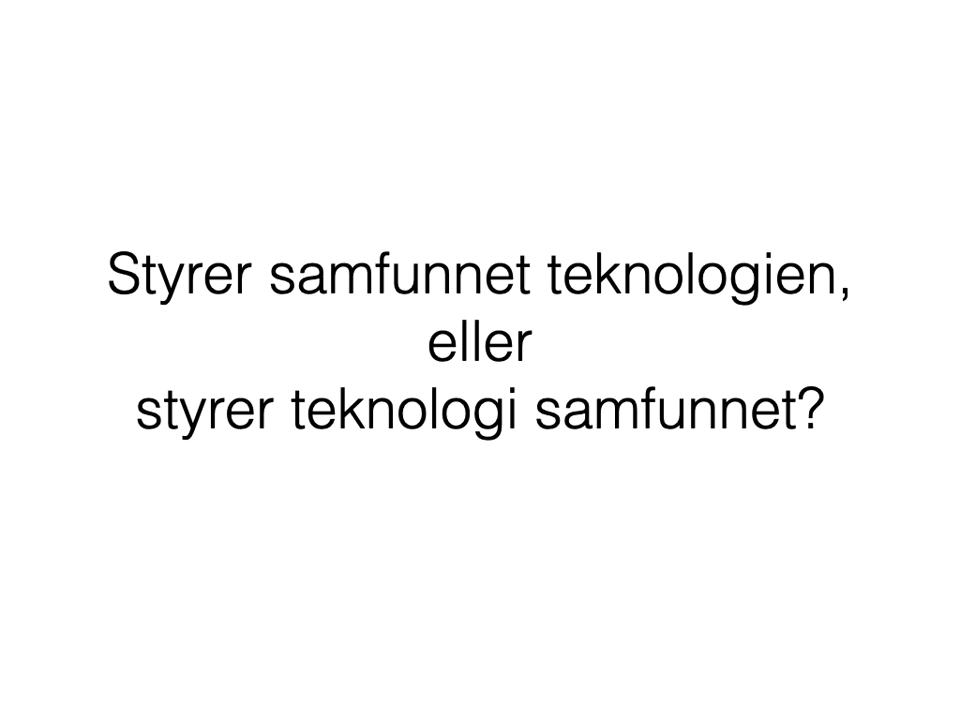 Styrer samfunnet teknologien,
eller
styrer teknologi samfunnet?